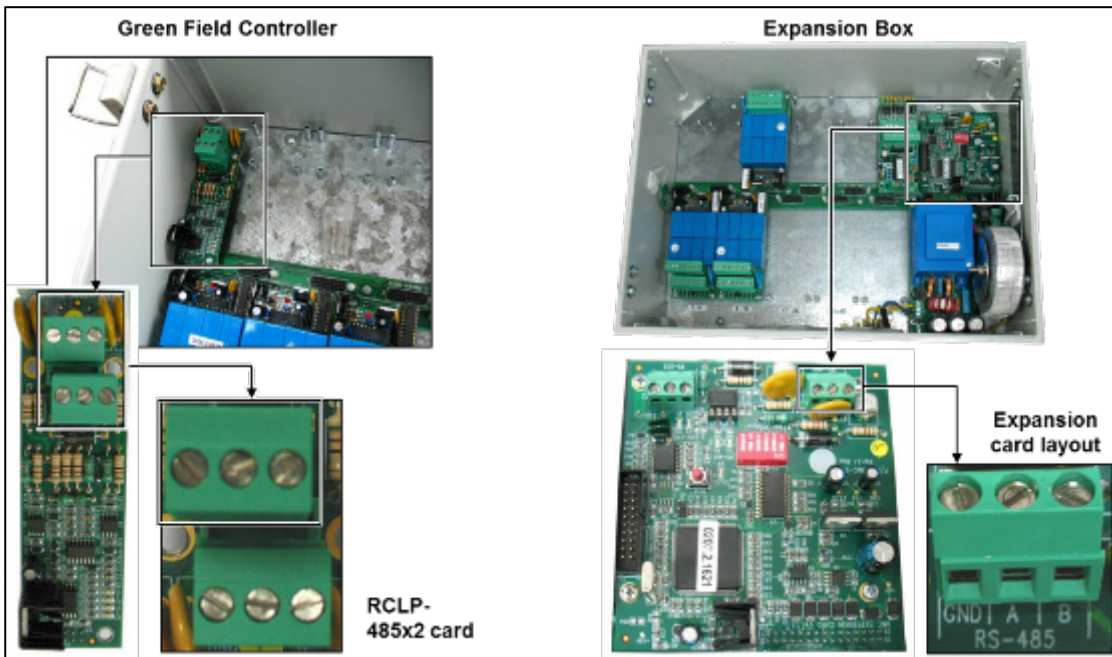 Green Field Controller
Expansion Box
Expansion
card layout
RCLP-
485x2 card
GND A B
RS-485